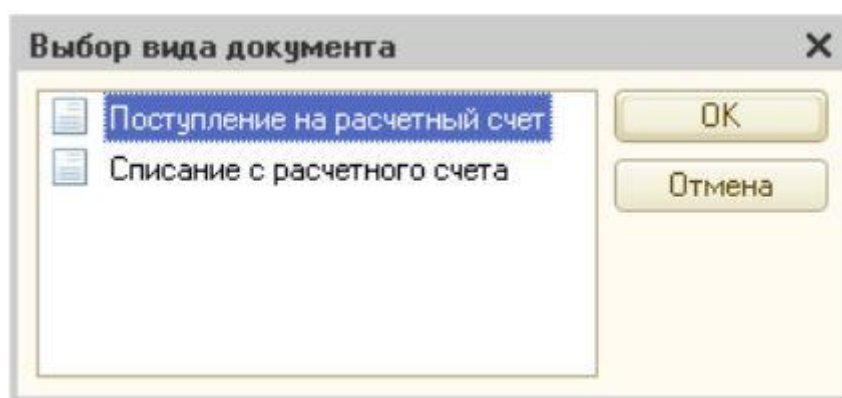 Выбор вида документа
Поступление на расчетный счет
Списание с расчетного счета
OK
Отмена